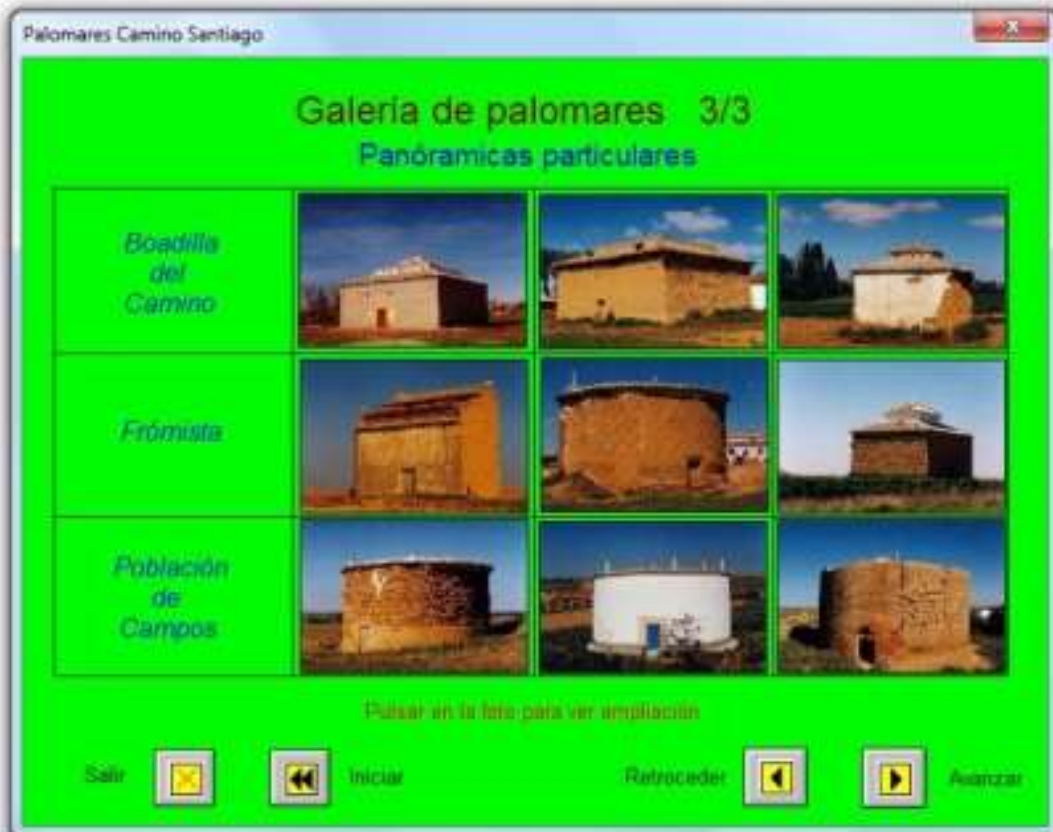 Palomares Camino Santiago
x
Galería de palomares 3/3
Panóramicas particulares
Boadilla
del
Camino
Frómista
Población
de
Campos
Pulsar en la foto para ver ampliación
Salir
Iniciar
Retroceder
Avanzar